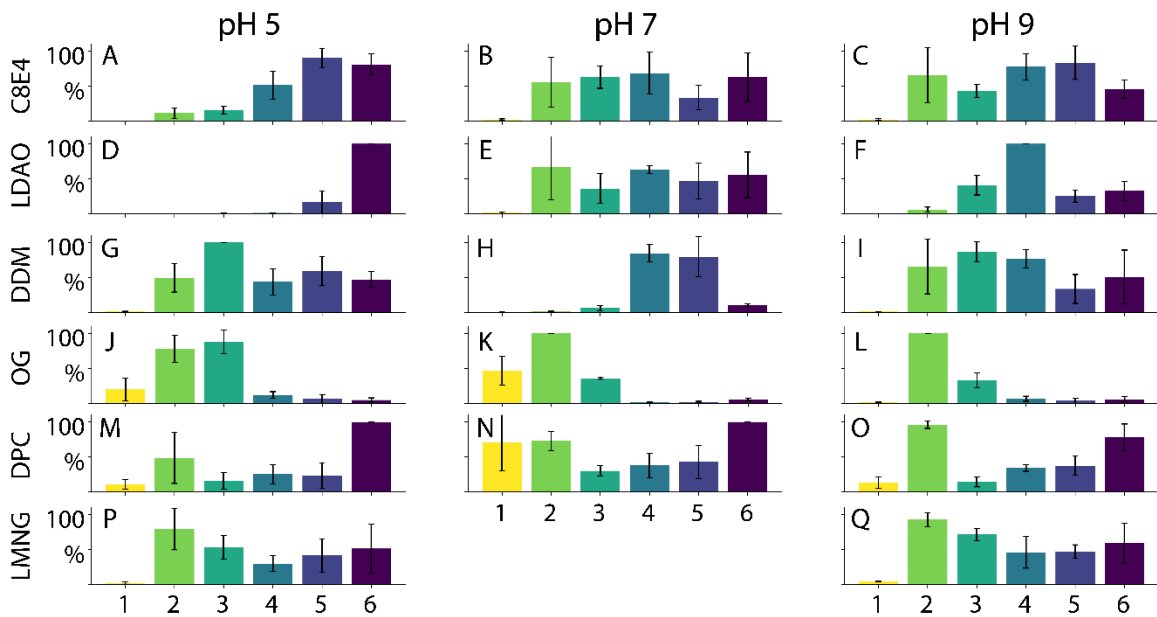 pH 5 pH 7 pH 9
C8E4 100 % A B C
LDAO 100 % D E F
DDM 100 % G H I
OG 100 % J K L
DPC 100 % M N O
1 2 3 4 5 6
LMNG 100 % P Q
1 2 3 4 5 6 1 2 3 4 5 6